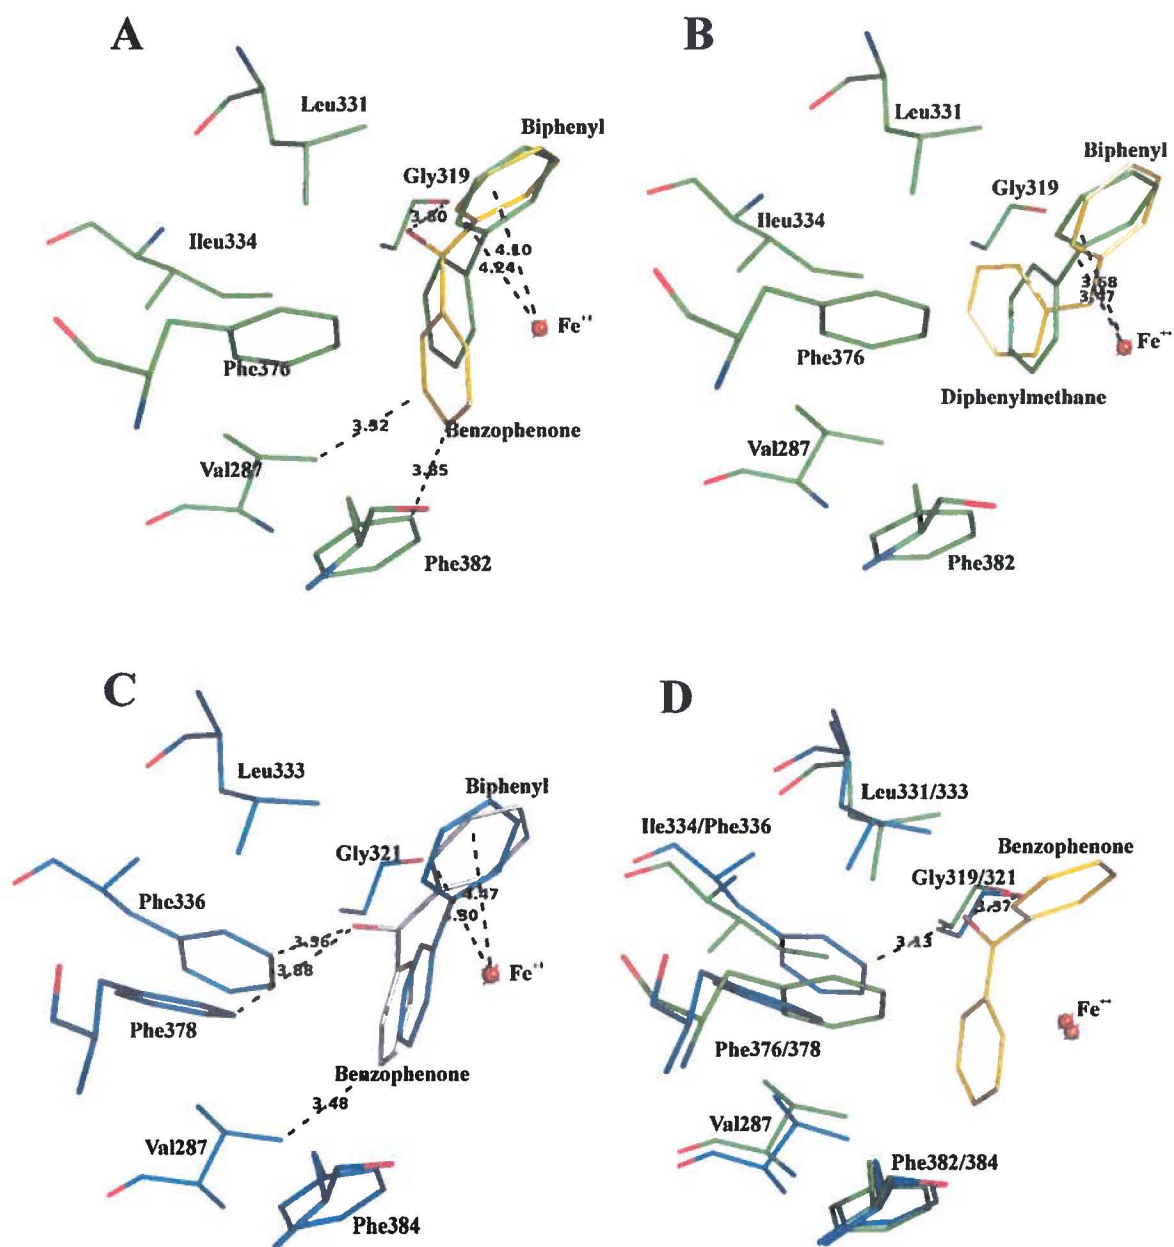 A
B
Leu331
Leu331
Biphenyl
Biphenyl
Gly319
Gly319
3.80
Ileu334
Ile334
4.10
4.24
3.68
3.47
Fe⁺⁺
Fe⁺⁺
Phe376
Phe376
Diphenylmethane
3.92
Benzophenone
Val287
Val287
3.85
Phe382
Phe382
C
D
Leu333
Leu331/333
Biphenyl
Ile334/Phe336
Benzophenone
Gly321
Gly319/321
Phe336
4.47
3.90
3.37
3.96
3.13
3.88
Fe⁺⁺
Fe⁺⁺
Phe378
Phe376/378
Benzophenone
3.48
Val287
Val287
Phe382/384
Phe384